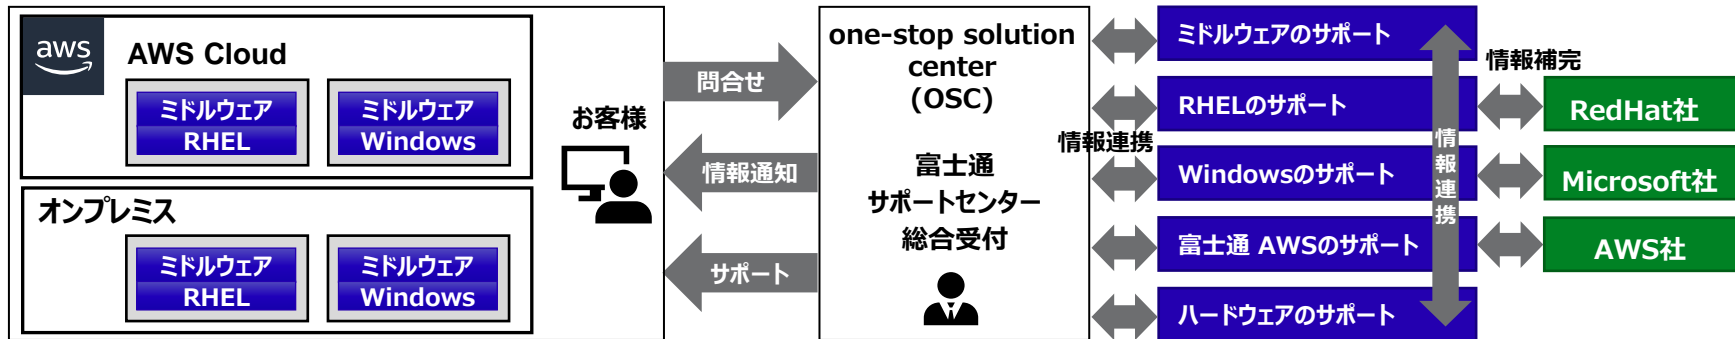 aws
AWS Cloud
ミドルウェア
RHEL
ミドルウェア
Windows
オンプレミス
ミドルウェア
RHEL
ミドルウェア
Windows
お客様
問合せ
情報通知
サポート
one-stop solution
center
(OSC)
富士通
サポートセンター
総合受付
情報連携
ミドルウェアのサポート
RHELのサポート
Windowsのサポート
富士通 AWSのサポート
ハードウェアのサポート
情報連携
情報補完
RedHat社
Microsoft社
AWS社